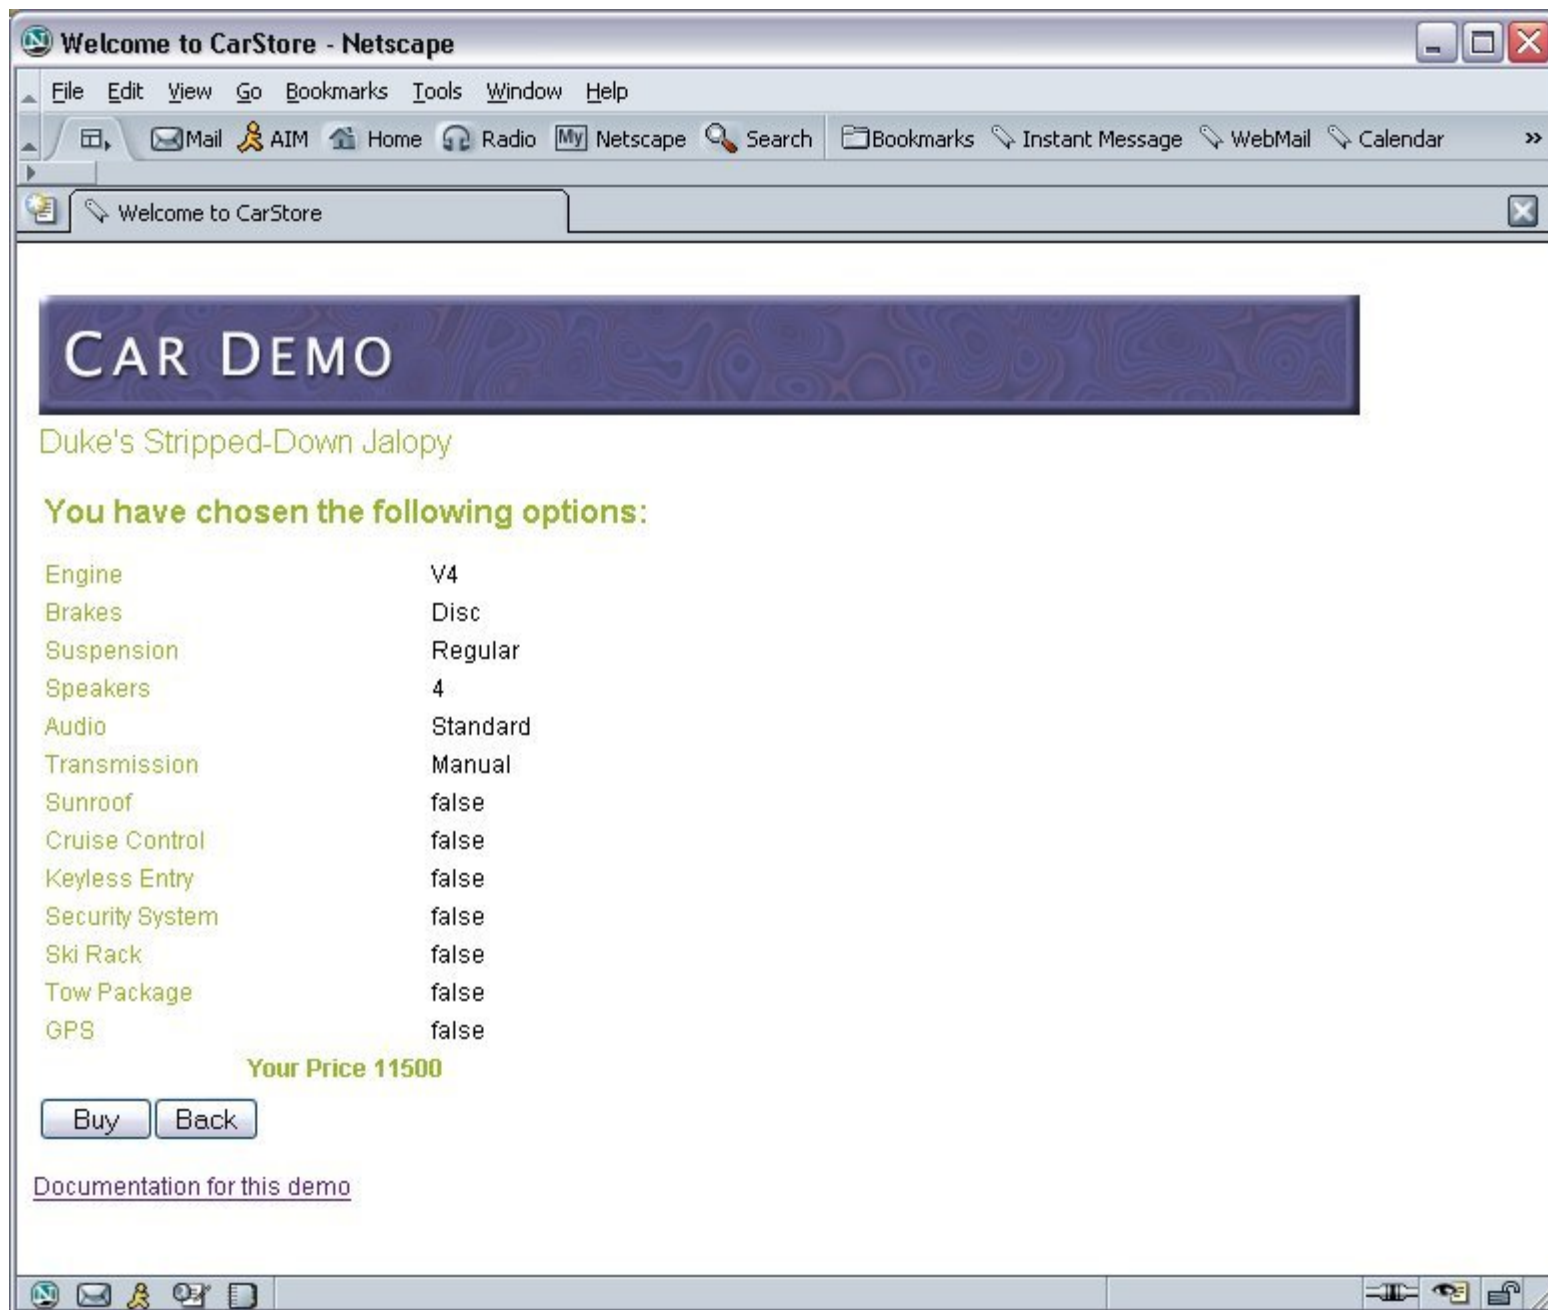 Welcome to CarStore - Netscape
File Edit View Go Bookmarks Tools Window Help
Mail AIM Home Radio My Netscape Search Bookmarks Instant Message WebMail Calendar »
Welcome to CarStore
CAR DEMO
Duke's Stripped-Down Jalopy
You have chosen the following options:
Engine V4
Brakes Disc
Suspension Regular
Speakers 4
Audio Standard
Transmission Manual
Sunroof false
Cruise Control false
Keyless Entry false
Security System false
Ski Rack false
Tow Package false
GPS false
Your Price 11500
Buy Back
Documentation for this demo